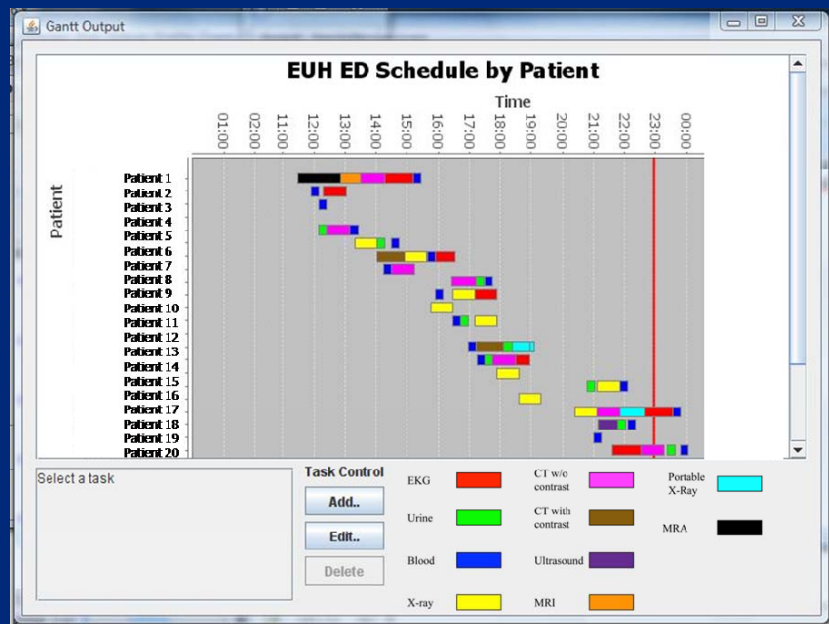 Gantt Output
EUH ED Schedule by Patient
Time
01:00 02:00 11:00 12:00 13:00 14:00 15:00 16:00 17:00 18:00 19:00 20:00 21:00 22:00 23:00 00:00
Patient
Patient 1
Patient 2
Patient 3
Patient 4
Patient 5
Patient 6
Patient 7
Patient 8
Patient 9
Patient 10
Patient 11
Patient 12
Patient 13
Patient 14
Patient 15
Patient 16
Patient 17
Patient 18
Patient 19
Patient 20
Select a task
Task Control
Add..
Edit..
Delete
EKG
Urine
Blood
X-ray
CT w/o
contrast
CT with
contrast
Ultrasound
MRI
Portable
X-Ray
MRA